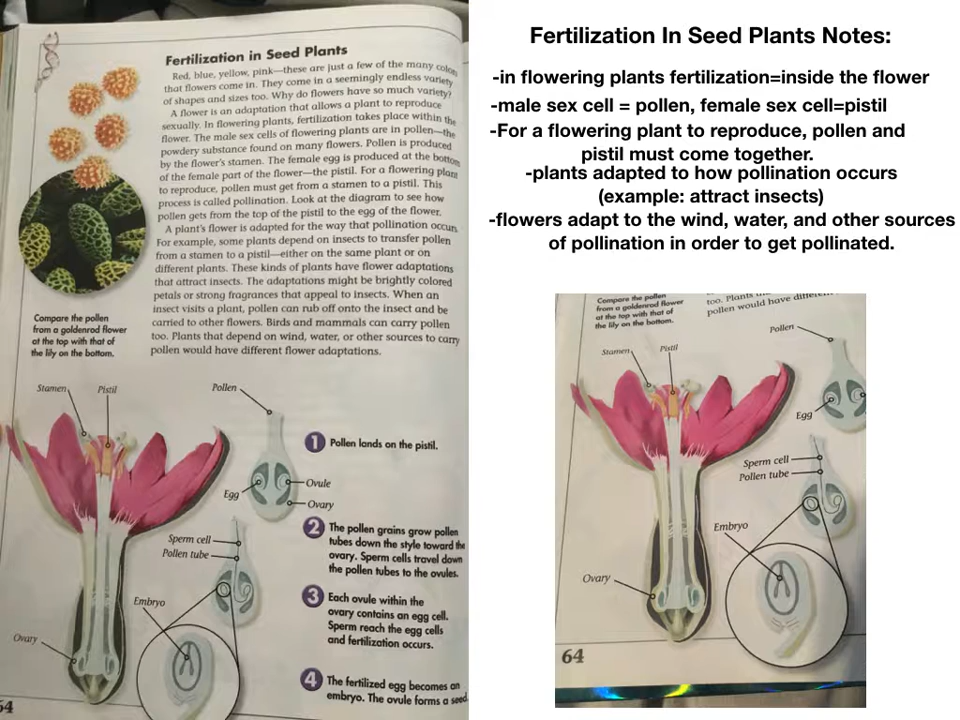 Fertilization in Seed Plants
Red, blue, yellow, pink—these are just a few of the many colors
that flowers come in. They come in a seemingly endless variety
of shapes and sizes too. Why do flowers have so much variety?
A flower is an adaptation that allows a plant to reproduce
sexually. In flowering plants, fertilization takes place within the
flower. The male sex cells of flowering plants are in pollen—the
powdery substance found on many flowers. Pollen is produced
by the flower's stamen. The female egg is produced at the bottom
of the female part of the flower—the pistil. For a flowering plant
to reproduce, pollen must get from a stamen to a pistil. This
process is called pollination. Look at the diagram to see how
pollen gets from the top of the pistil to the egg of the flower.
A plant's flower is adapted for the way that pollination occurs.
For example, some plants depend on insects to transfer pollen
from a stamen to a pistil—either on the same plant or on
different plants. These kinds of plants have flower adaptations
that attract insects. The adaptations might be brightly colored
petals or strong fragrances that appeal to insects. When an
insect visits a plant, pollen can rub off onto the insect and be
carried to other flowers. Birds and mammals can carry pollen
too. Plants that depend on wind, water, or other sources to carry
pollen would have different flower adaptations.
Compare the pollen
from a goldenrod flower
at the top with that of
the lily on the bottom.
Stamen
Pistil
Pollen
1 Pollen lands on the pistil.
Egg
Ovule
Ovary
2 The pollen grains grow pollen
tubes down the style toward the
ovary. Sperm cells travel down
the pollen tubes to the ovules.
Sperm cell
Pollen tube
3 Each ovule within the
ovary contains an egg cell.
Sperm reach the egg cells
and fertilization occurs.
Embryo
Ovary
4 The fertilized egg becomes an
embryo. The ovule forms a seed.
64
Fertilization In Seed Plants Notes:
-in flowering plants fertilization=inside the flower
-male sex cell = pollen, female sex cell=pistil
-For a flowering plant to reproduce, pollen and
pistil must come together.
-plants adapted to how pollination occurs
(example: attract insects)
-flowers adapt to the wind, water, and other sources
of pollination in order to get pollinated.
Compare the pollen
from a goldenrod flower
at the top with that of
the lily on the bottom.
too. Plants
pollen would have
Stamen
Pistil
Pollen
Egg
Sperm cell
Pollen tube
Embryo
Ovary
64